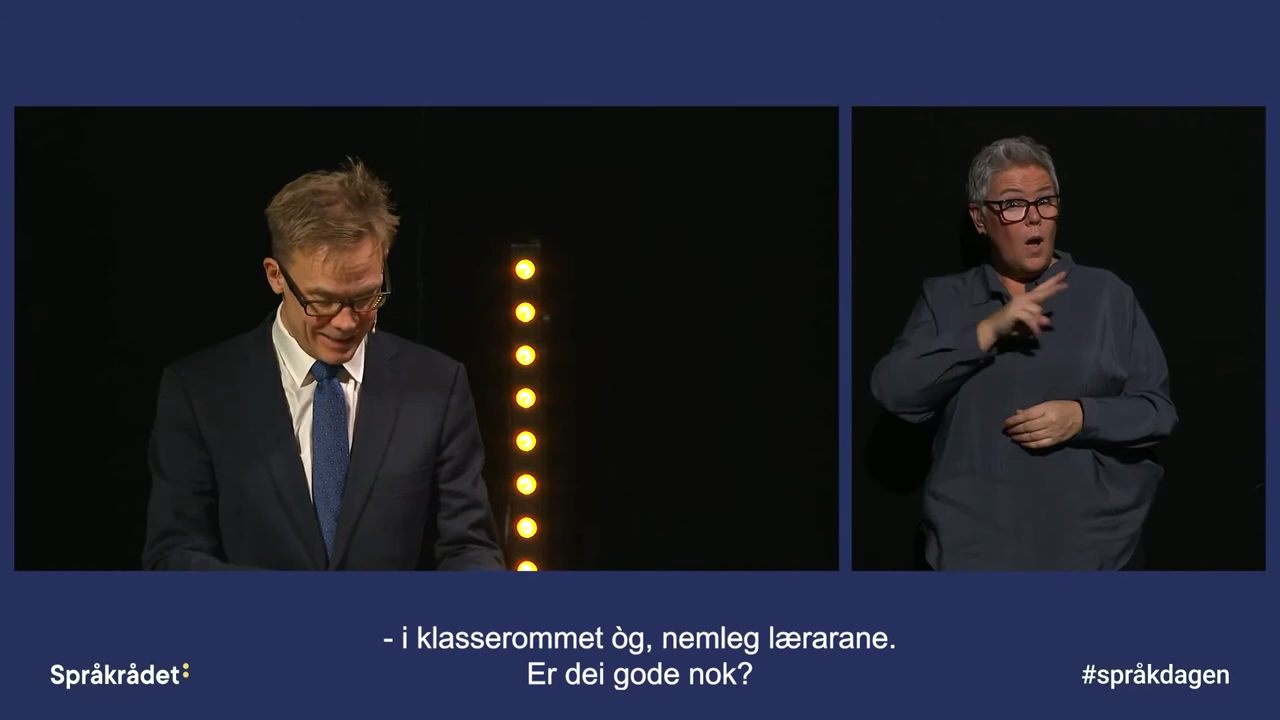 - i klasserommet òg, nemleg lærarane.
Er dei gode nok?
Språkrådet:
#språkdagen